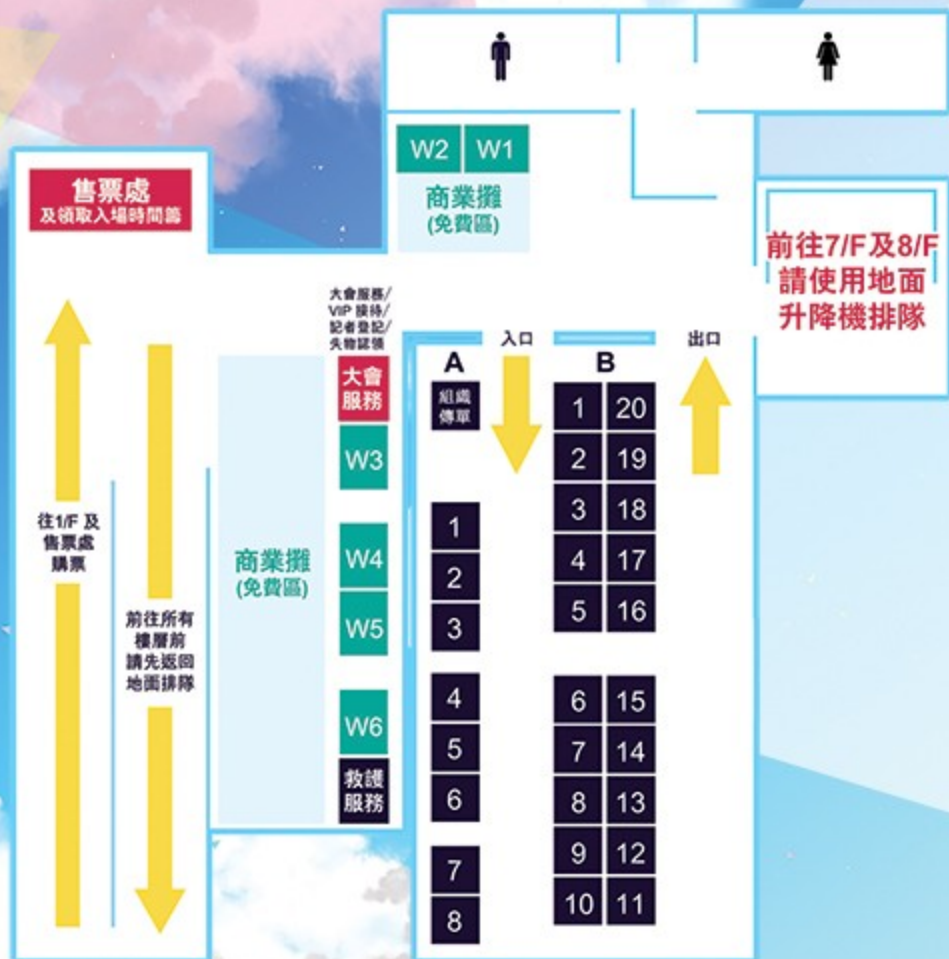 W2 W1
商業攤
(免費區)
售票處
及領取入場時間籌
前往7/F及8/F
請使用地面
升降機排隊
大會服務/
VIP 接待/
記者登記/
失物認領
大會
服務
W3
W4
W5
W6
救護
服務
商業攤
(免費區)
往1/F 及
售票處
購票
前往所有
樓層前
請先返回
地面排隊
入口
出口
A
組織
傳單
1
2
3
4
5
6
7
8
B
1 20
2 19
3 18
4 17
5 16
6 15
7 14
8 13
9 12
10 11